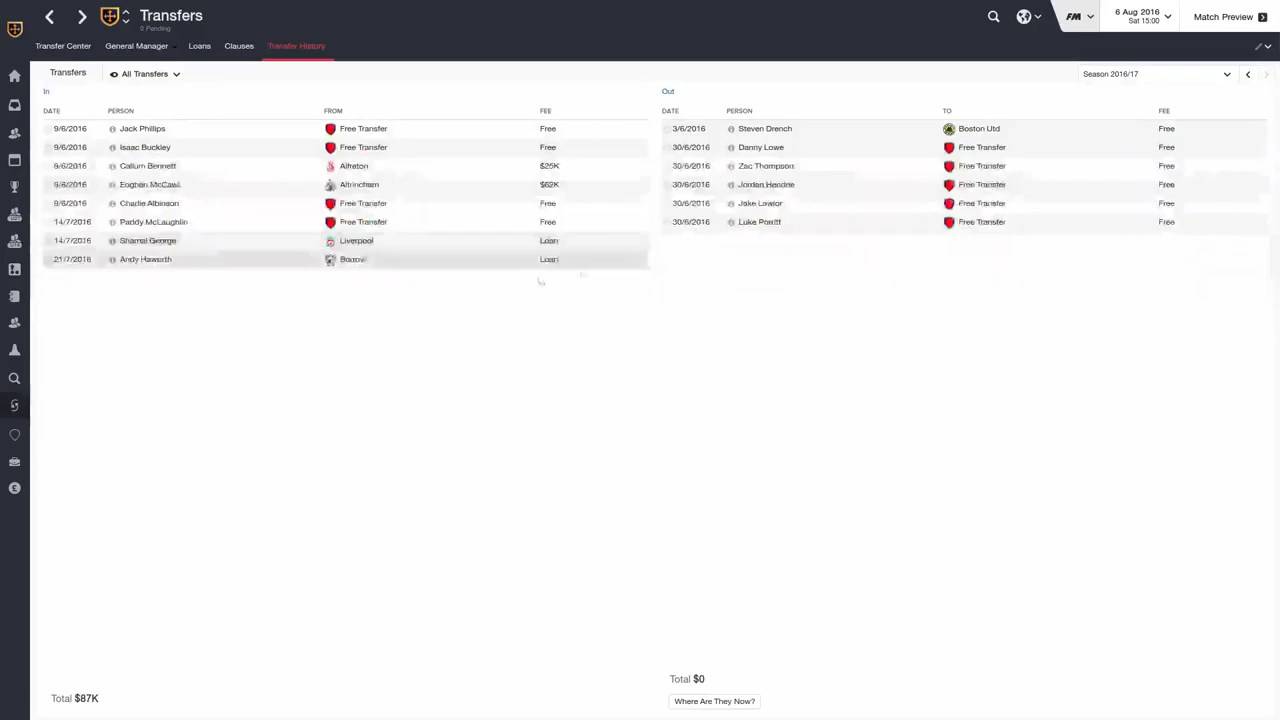 Transfers
0 Pending
FM
6 Aug 2016
Sat 15:00
Match Preview
Transfer Center
General Manager
Loans
Clauses
Transfer History
Transfers
All Transfers
Season 2016/17
In
DATE PERSON FROM FEE
9/6/2016 Jack Phillips Free Transfer Free
9/6/2016 Isaac Buckley Free Transfer Free
9/6/2016 Callum Bennett Alfreton $25K
9/6/2016 Eoghan McCawl Altrincham $62K
9/6/2016 Charlie Albinson Free Transfer Free
14/7/2016 Paddy McLaughlin Free Transfer Free
14/7/2016 Shamal George Liverpool Loan
21/7/2016 Andy Haworth Barrow Loan
Total $87K
Out
DATE PERSON TO FEE
3/6/2016 Steven Drench Boston Utd Free
30/6/2016 Danny Lowe Free Transfer Free
30/6/2016 Zac Thompson Free Transfer Free
30/6/2016 Jordan Hendrie Free Transfer Free
30/6/2016 Jake Lawlor Free Transfer Free
30/6/2016 Luke Porritt Free Transfer Free
Total $0
Where Are They Now?